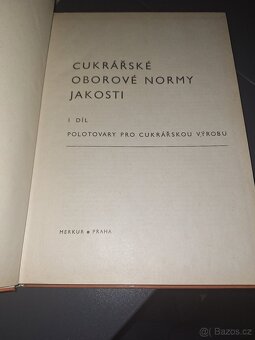 CUKRÁŘSKÉ
OBOROVÉ NORMY
JAKOSTI
I DÍL
POLOTOVARY PRO CUKRÁŘSKOU VÝROBU
MERKUR ● PRAHA
© Bazos.cz